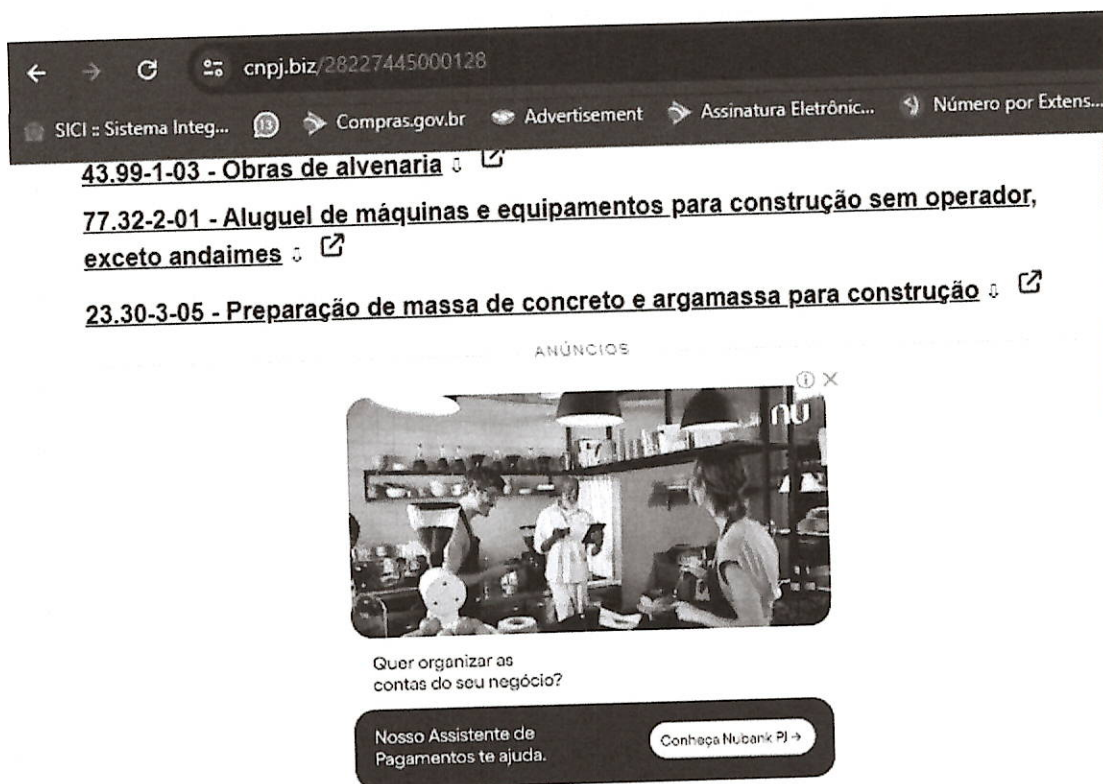 cnpj.biz/28227445000128
SICI :: Sistema Integ... 13 Compras.gov.br Advertisement Assinatura Eletrônic... Número por Extens...
43.99-1-03 - Obras de alvenaria ⇩
77.32-2-01 - Aluguel de máquinas e equipamentos para construção sem operador,
exceto andaimes ⇩
23.30-3-05 - Preparação de massa de concreto e argamassa para construção ⇩
ANÚNCIOS
nu
Quer organizar as
contas do seu negócio?
Nosso Assistente de
Pagamentos te ajuda.
Conheça Nubank PJ →